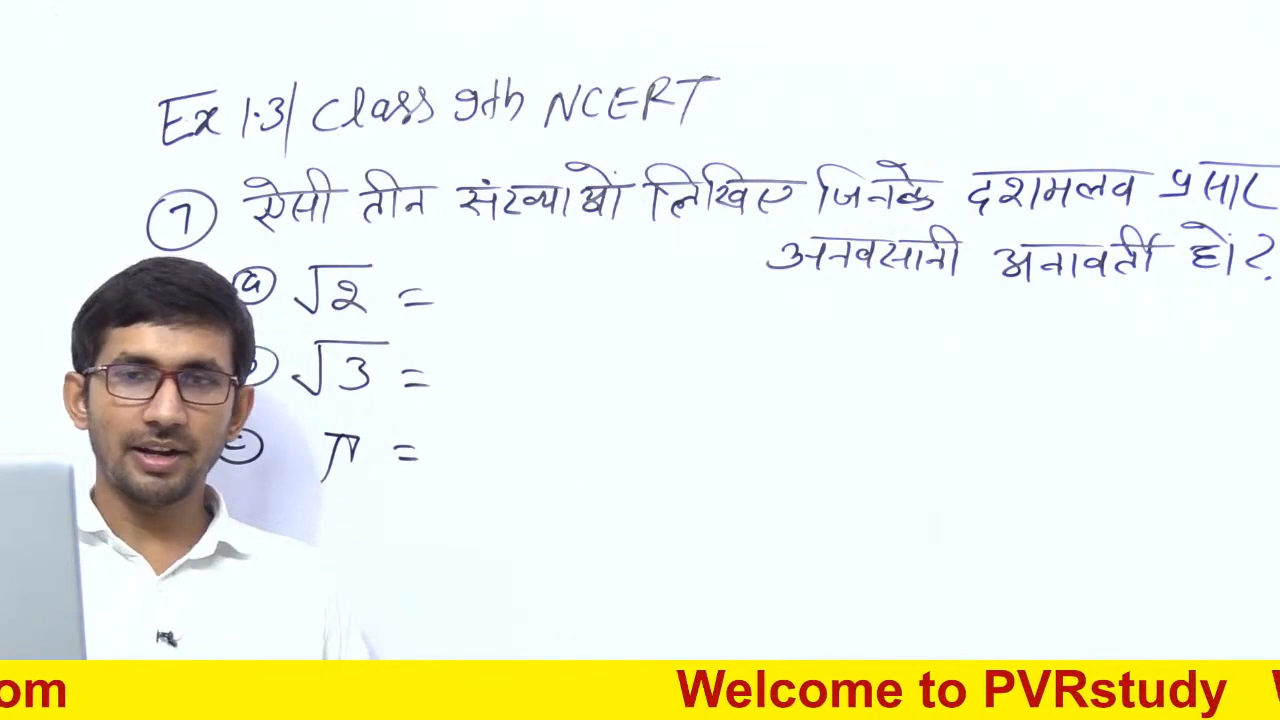 Ex 1.3/ Class 9th NCERT
⑦ ऐसी तीन संख्याओं लिखिए जिनके दशमलव प्रसार
अनवसानी अनावर्ती हों?
ⓐ √2 =
√3 =
π =
om Welcome to PVRstudy W